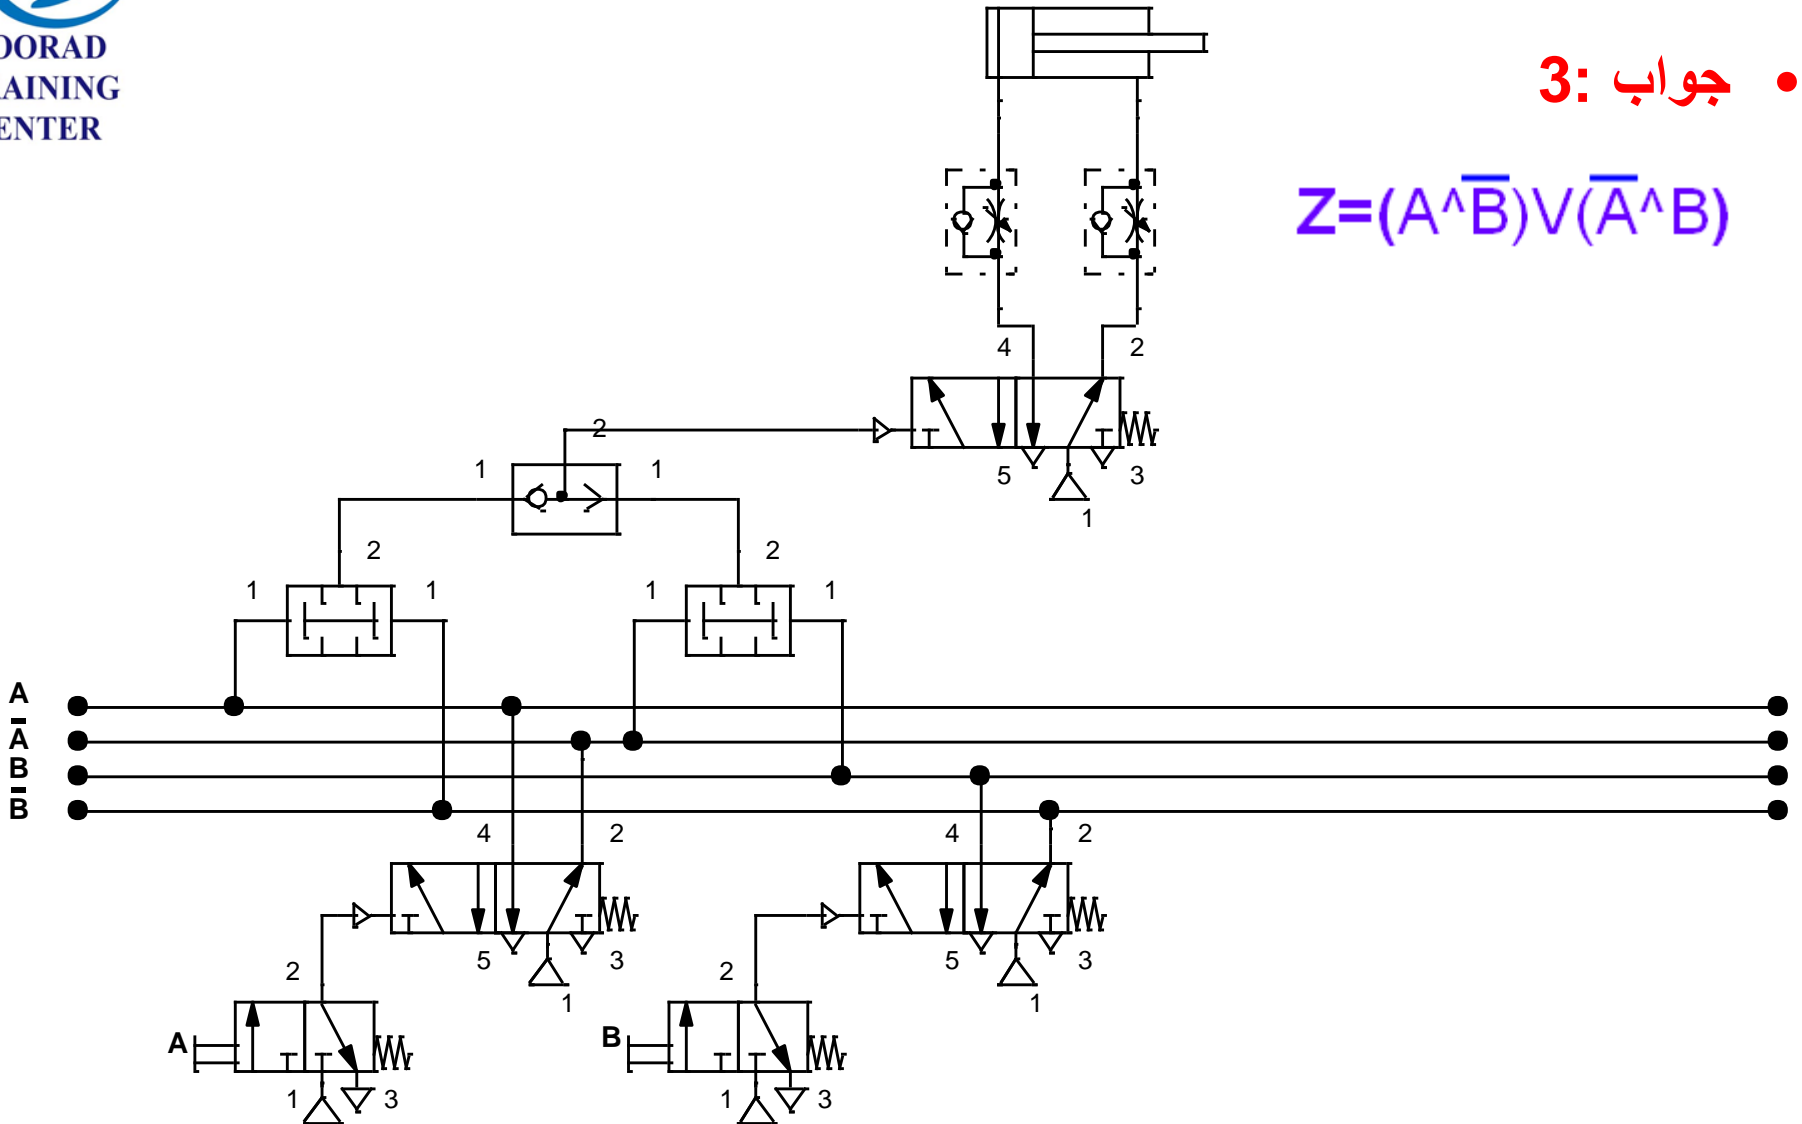 OORAD
AINING
ENTER
• جواب 3:
Z=(A^B̅)V(A̅^B)
4 2
2
5 3
1
1 1
2 2
1 1 1 1
A
A̅
B
B̅
4 2 4 2
5 3 5 3
2 1 2 1
A B
1 3 1 3